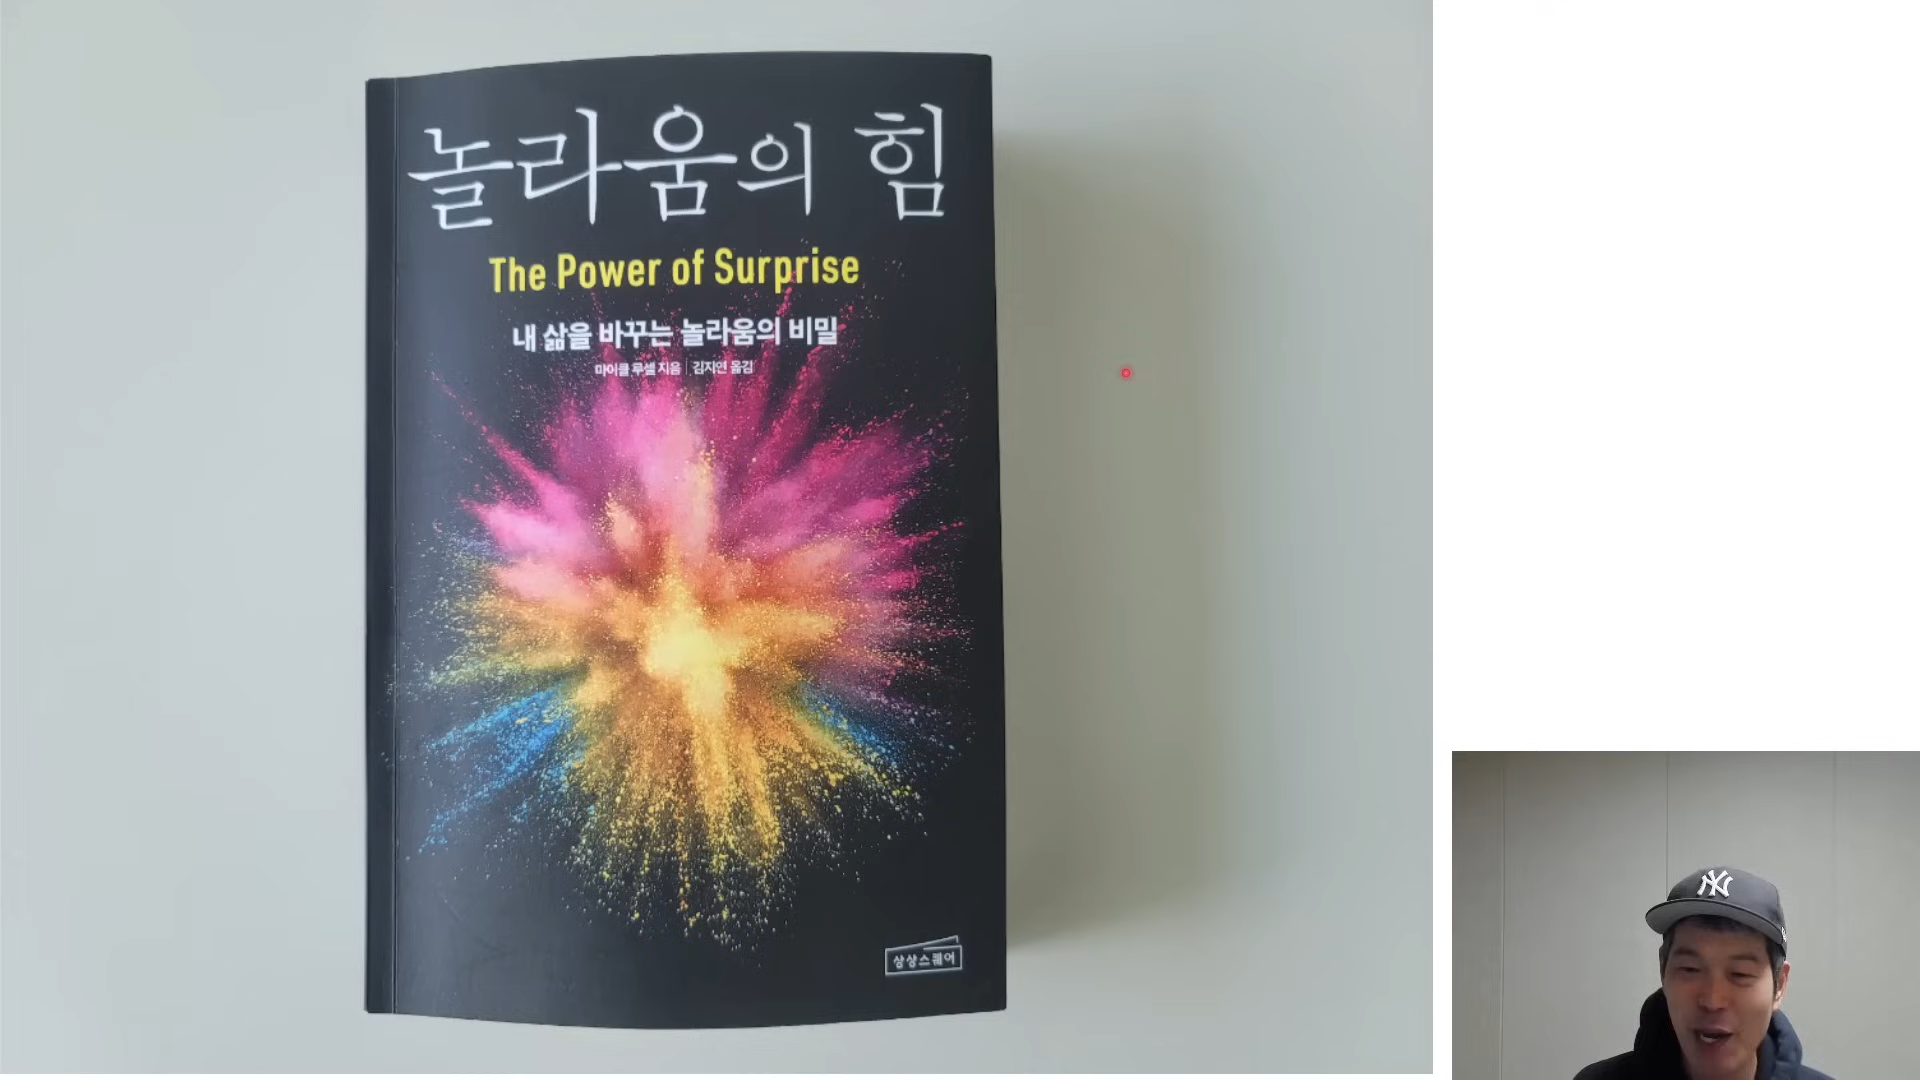 놀라움의 힘
The Power of Surprise
내 삶을 바꾸는 놀라움의 비밀
마이클 루셀 지음 | 김지연 옮김
상상스퀘어
NY